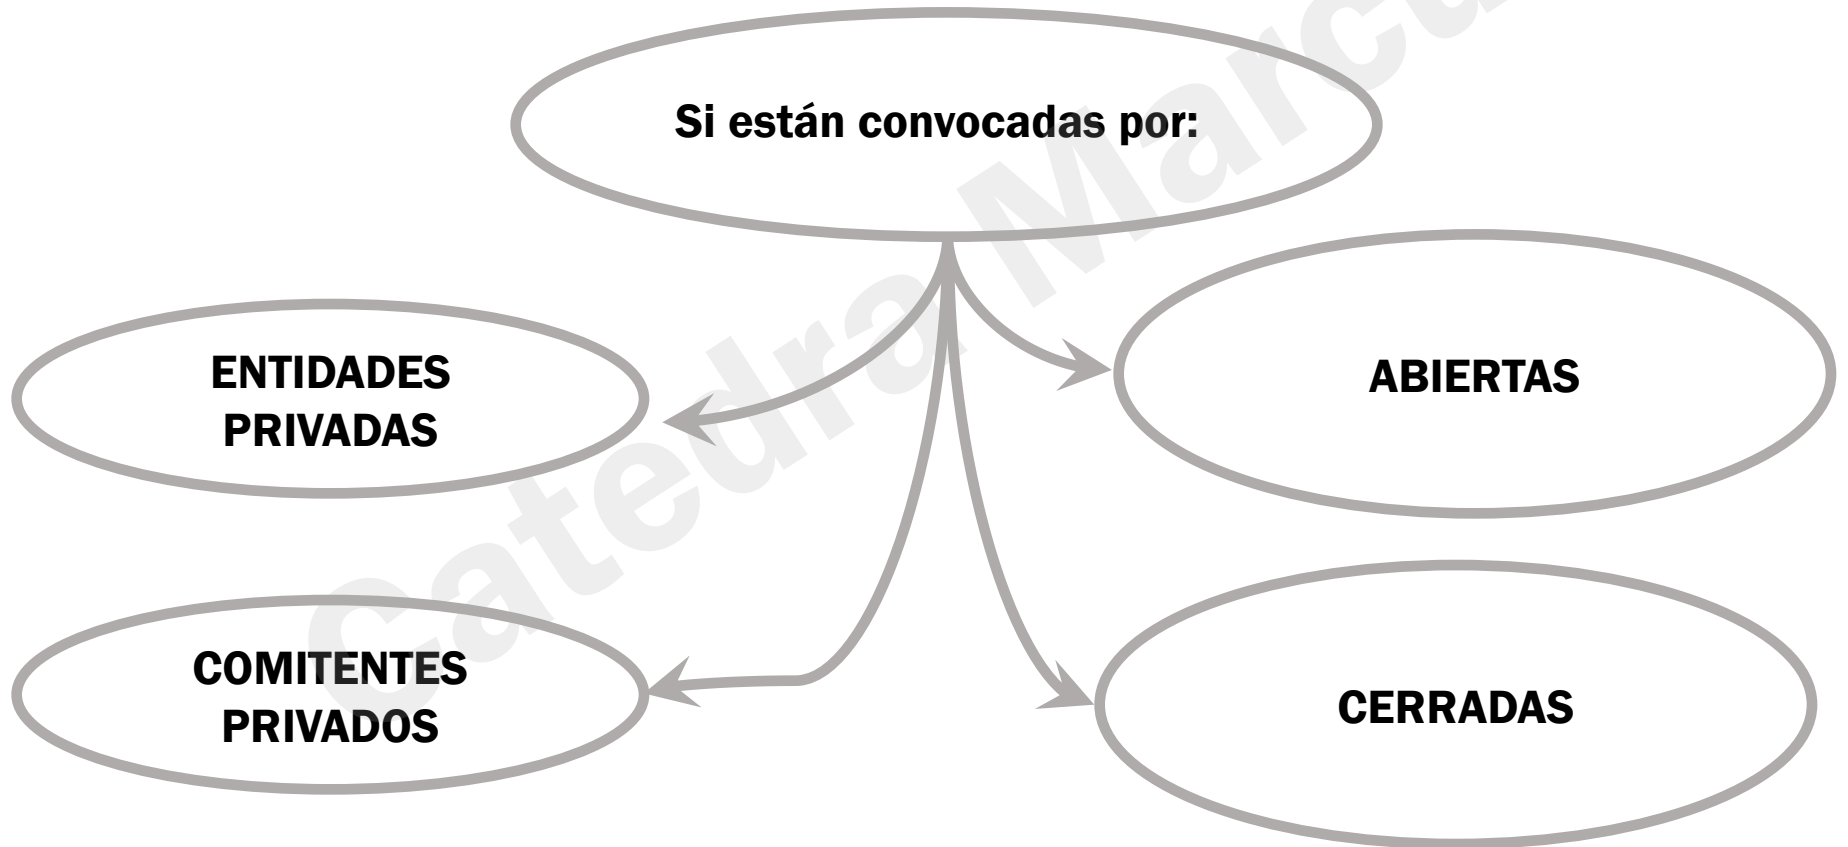 Si están convocadas por:
ENTIDADES
PRIVADAS
ABIERTAS
COMITENTES
PRIVADOS
CERRADAS
Catedra